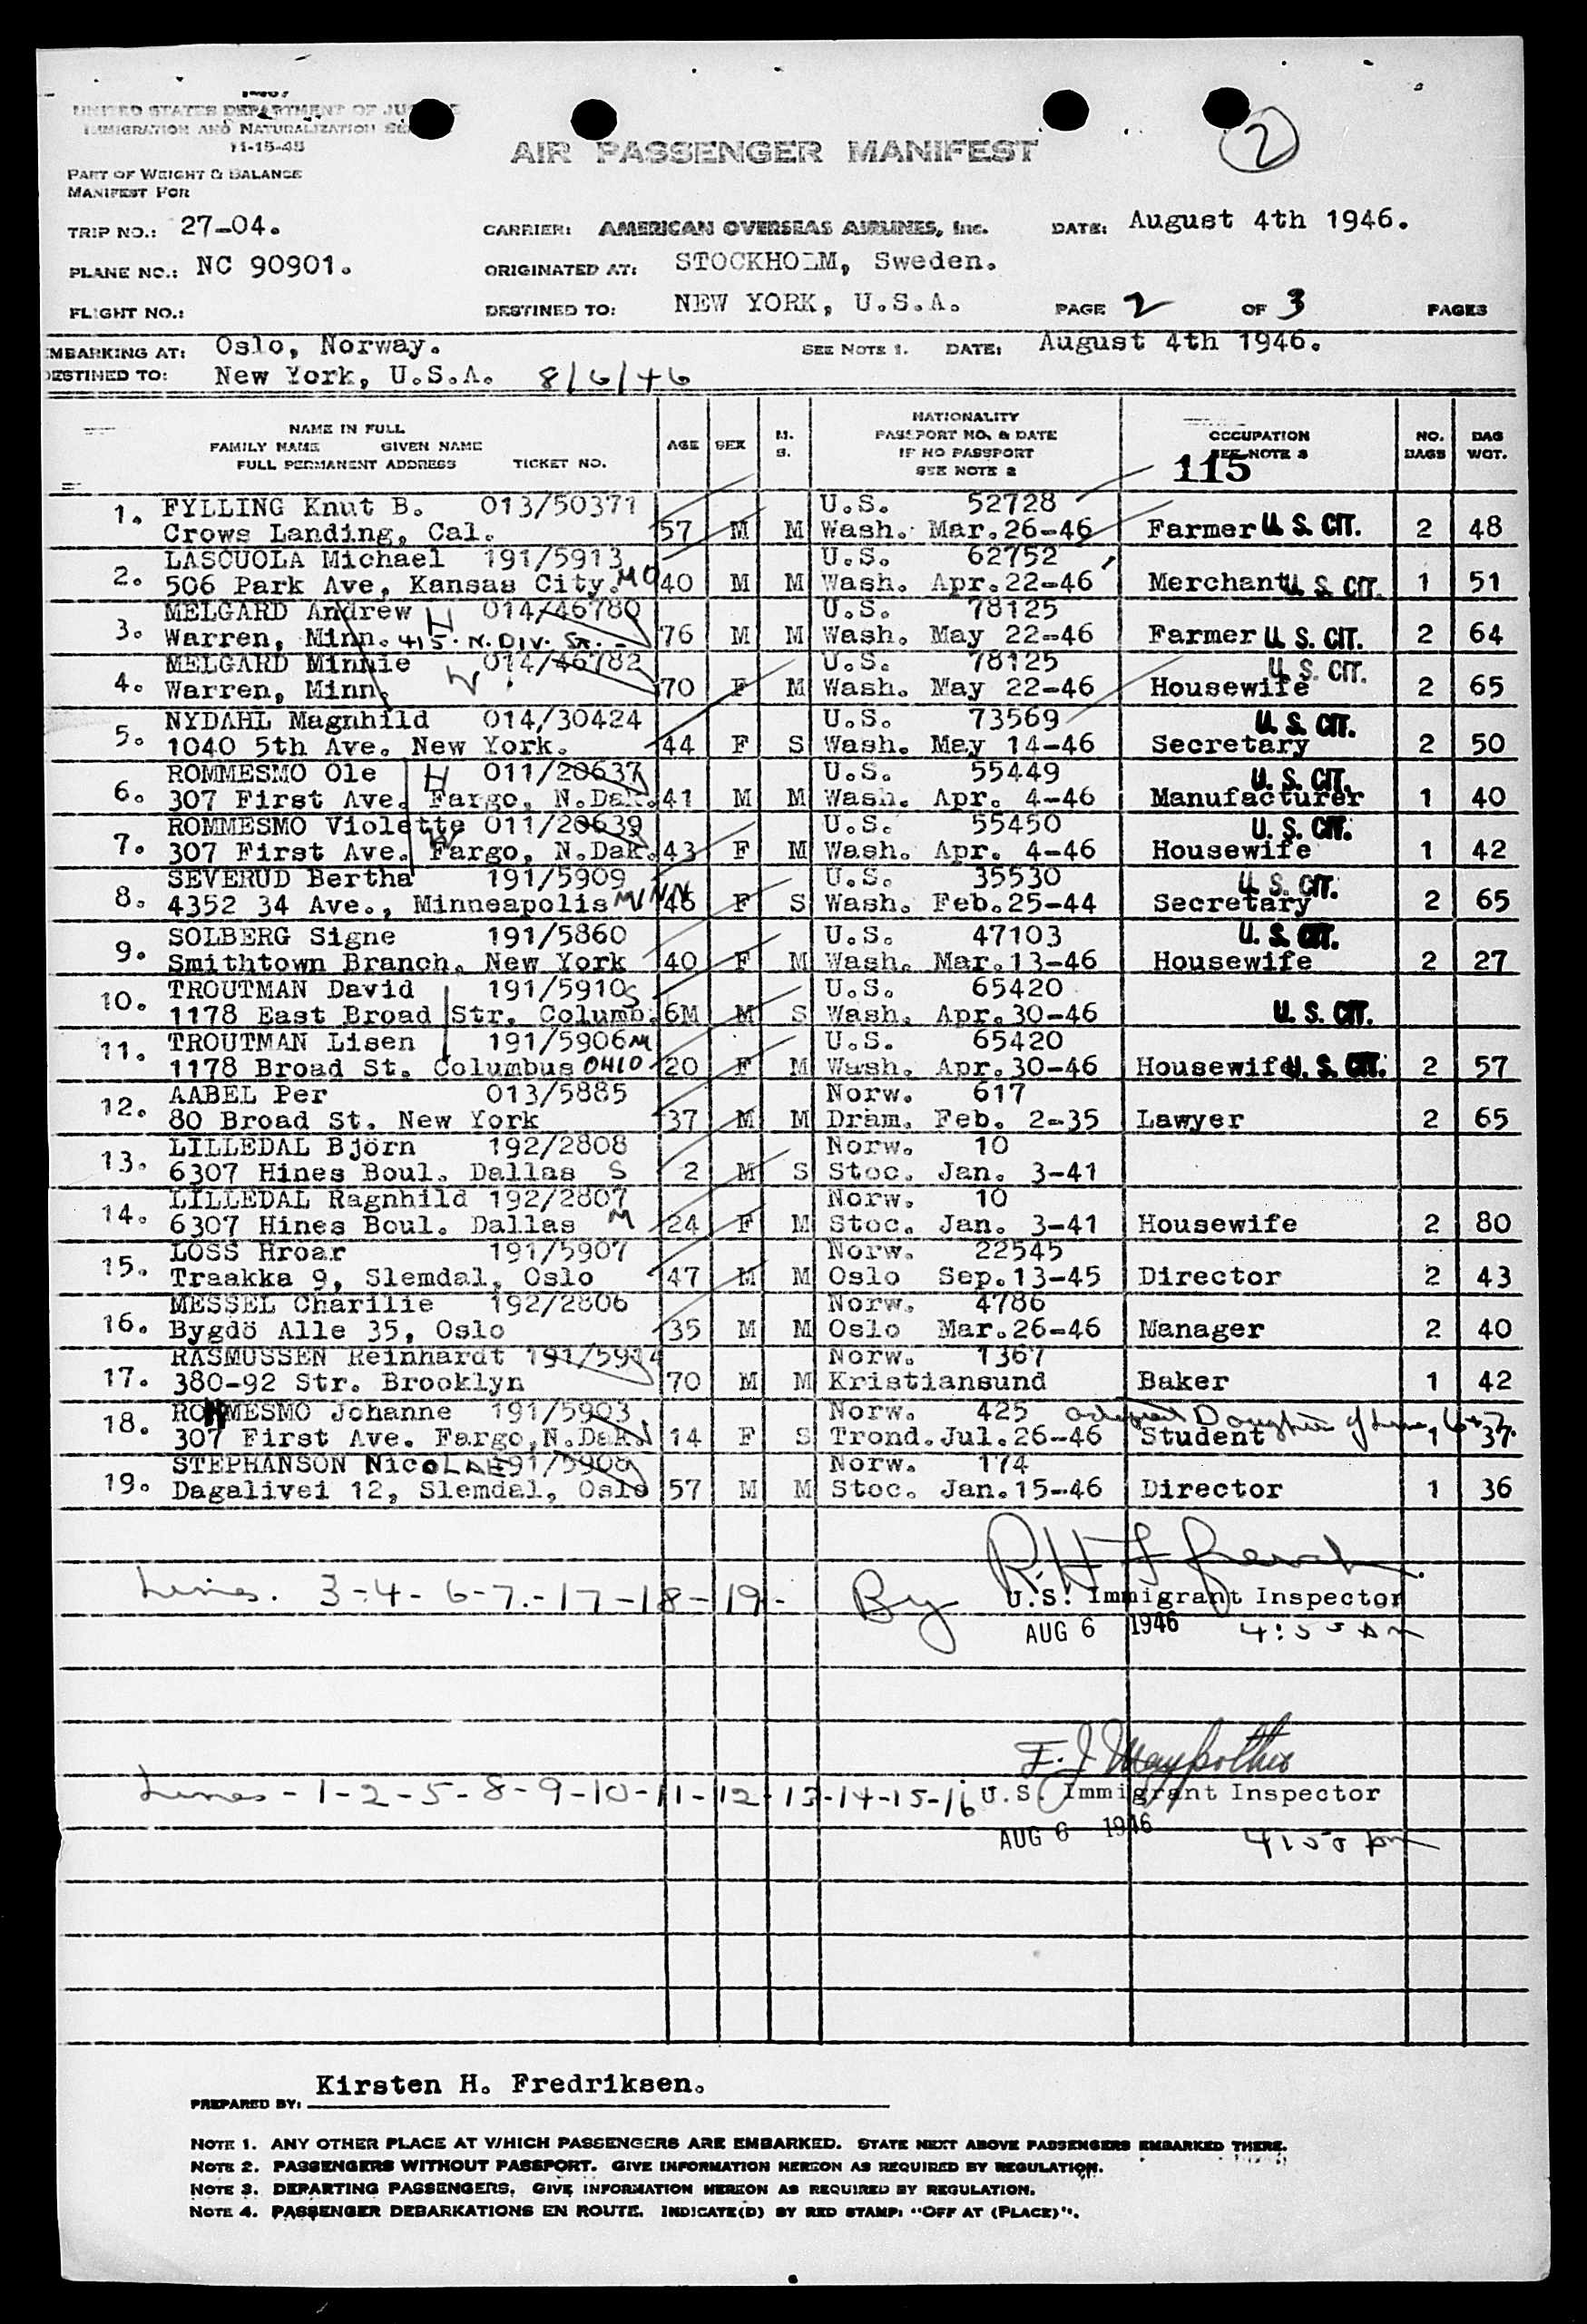 UNITED STATES DEPARTMENT OF JUSTICE
IMMIGRATION AND NATURALIZATION
11-15-45
AIR PASSENGER MANIFEST
2
PART OF WEIGHT & BALANCE
MANIFEST FOR
TRIP NO.: 27-04. CARRIER: AMERICAN OVERSEAS AIRLINES, Inc. DATE: August 4th 1946.
PLANE NO.: NC 90901. ORIGINATED AT: STOCKHOLM, Sweden.
FLIGHT NO.: DESTINED TO: NEW YORK, U.S.A. PAGE 2 OF 3 PAGES
EMBARKING AT: Oslo, Norway. SEE NOTE 1. DATE: August 4th 1946.
DESTINED TO: New York, U.S.A. 8/6/46
NAME IN FULL
FAMILY NAME GIVEN NAME
FULL PERMANENT ADDRESS TICKET NO.
AGE SEX M. S.
NATIONALITY
PASSPORT NO. & DATE
IF NO PASSPORT
SEE NOTE 2
OCCUPATION
SEE NOTE 3
115
NO. BAGS BAG WGT.
1. FYLLING Knut B. 013/50371 U.S. 52728
Crows Landing, Cal. 57 M M Wash. Mar.26-46 Farmer U. S. CIT. 2 48
LASCUOLA Michael 191/5913 U.S. 62752
2. 506 Park Ave, Kansas City. MO 40 M M Wash. Apr.22-46 Merchant U. S. CIT. 1 51
MELGARD Andrew H 014/46780 U.S. 78125
3. Warren, Minn. 415. N. DIV. ST. 76 M M Wash. May 22-46 Farmer U. S. CIT. 2 64
MELGARD Minnie W 014/46782 U.S. 78125 U. S. CIT.
4. Warren, Minn. 70 F M Wash. May 22-46 Housewife 2 65
NYDAHL Magnhild 014/30424 U.S. 73569 U. S. CIT.
5. 1040 5th Ave. New York. 44 F S Wash. May 14-46 Secretary 2 50
ROMMESMO Ole H 011/20637 U.S. 55449 U. S. CIT.
6. 307 First Ave. Fargo, N.Dak. 41 M M Wash. Apr. 4-46 Manufacturer 1 40
ROMMESMO Violette 011/20639 U.S. 55450 U. S. CIT.
7. 307 First Ave. Fargo, N.Dak. 43 F M Wash. Apr. 4-46 Housewife 1 42
SEVERUD Bertha 191/5909 U.S. 35530 U. S. CIT.
8. 4352 34 Ave., Minneapolis MINN 46 F S Wash. Feb.25-44 Secretary 2 65
SOLBERG Signe 191/5860 U.S. 47103 U. S. CIT.
9. Smithtown Branch, New York 40 F M Wash. Mar.13-46 Housewife 2 27
TROUTMAN David 191/5910 S U.S. 65420
10. 1178 East Broad Str. Columb. 6M M S Wash. Apr.30-46 U. S. CIT.
TROUTMAN Lisen 191/5906 M U.S. 65420
11. 1178 Broad St. Columbus OHIO 20 F M Wash. Apr.30-46 Housewife U. S. CIT. 2 57
AABEL Per 013/5885 Norw. 617
12. 80 Broad St. New York 37 M M Dram. Feb. 2-35 Lawyer 2 65
LILLEDAL Björn 192/2808 Norw. 10
13. 6307 Hines Boul. Dallas S 2 M S Stoc. Jan. 3-41
LILLEDAL Ragnhild 192/2807 Norw. 10
14. 6307 Hines Boul. Dallas M 24 F M Stoc. Jan. 3-41 Housewife 2 80
LOSS Hroar 191/5907 Norw. 22545
15. Traakka 9, Slemdal, Oslo 47 M M Oslo Sep.13-45 Director 2 43
MESSEL Charilie 192/2806 Norw. 4786
16. Bygdö Alle 35, Oslo 35 M M Oslo Mar.26-46 Manager 2 40
RASMUSSEN Reinhardt 191/5914 Norw. 1367
17. 380-92 Str. Brooklyn 70 M M Kristiansund Baker 1 42
ROMMESMO Johanne 191/5903 Norw. 425 adopted Daughter of Lines 6+7.
18. 307 First Ave. Fargo,N.Dak. 14 F S Trond.Jul.26-46 Student 1 37
STEPHANSON NicoLAE 191/5908 Norw. 174
19. Dagalivei 12, Slemdal, Oslo 57 M M Stoc. Jan.15-46 Director 1 36
Lines. 3-4-6-7-17-18-19- By
U.S. Immigrant Inspector
AUG 6 1946 4:55 PM
Lines - 1-2-5-8-9-10-11-12-13-14-15-16 U.S. Immigrant Inspector
AUG 6 1946 4:55 pm
Kirsten H. Fredriksen.
PREPARED BY:
NOTE 1. ANY OTHER PLACE AT WHICH PASSENGERS ARE EMBARKED. STATE NEXT ABOVE PASSENGERS EMBARKED THERE.
NOTE 2. PASSENGERS WITHOUT PASSPORT. GIVE INFORMATION HEREON AS REQUIRED BY REGULATION.
NOTE 3. DEPARTING PASSENGERS. GIVE INFORMATION HEREON AS REQUIRED BY REGULATION.
NOTE 4. PASSENGER DEBARKATIONS EN ROUTE. INDICATE(D) BY RED STAMP: "OFF AT (PLACE)".